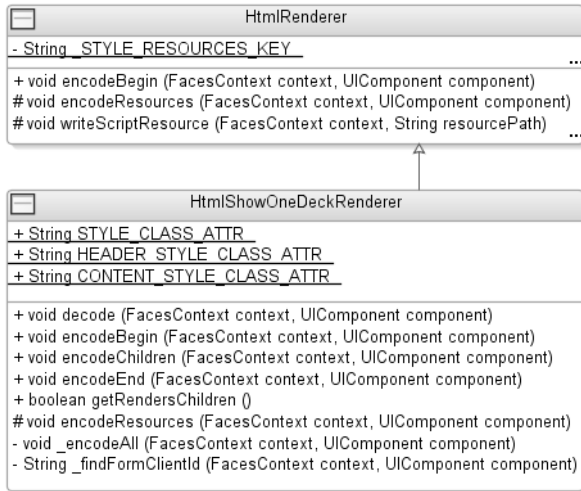 HtmlRenderer
- String _STYLE_RESOURCES_KEY
...
+ void encodeBegin (FacesContext context, UIComponent component)
# void encodeResources (FacesContext context, UIComponent component)
# void writeScriptResource (FacesContext context, String resourcePath)
...
HtmlShowOneDeckRenderer
+ String STYLE_CLASS_ATTR
+ String HEADER_STYLE_CLASS_ATTR
+ String CONTENT_STYLE_CLASS_ATTR
+ void decode (FacesContext context, UIComponent component)
+ void encodeBegin (FacesContext context, UIComponent component)
+ void encodeChildren (FacesContext context, UIComponent component)
+ void encodeEnd (FacesContext context, UIComponent component)
+ boolean getRendersChildren ()
# void encodeResources (FacesContext context, UIComponent component)
- void _encodeAll (FacesContext context, UIComponent component)
- String _findFormClientId (FacesContext context, UIComponent component)